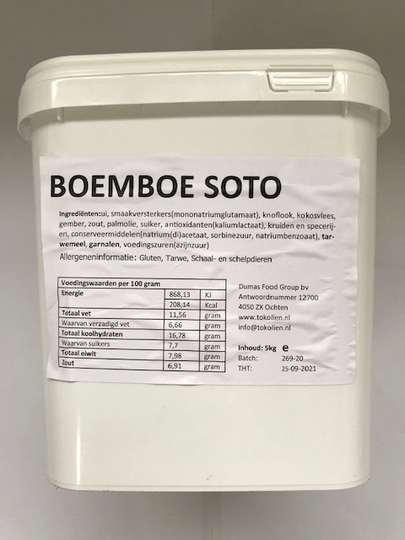 BOEMBOE SOTO
Ingrediënten:ui, smaakversterkers(mononatriumglutamaat), knoflook, kokosvlees,
gember, zout, palmolie, suiker, antioxidanten(kaliumlactaat), kruiden en specerij-
en, conserveermiddelen(natrium(di)acetaat, sorbinezuur, natriumbenzoaat), tar-
wemeel, garnalen, voedingszuren(azijnzuur)
Allergeneninformatie: Gluten, Tarwe, Schaal- en schelpdieren
Voedingswaarden per 100 gram
Energie 868,13 KJ
208,14 Kcal
Totaal vet 11,56 gram
Waarvan verzadigd vet 6,66 gram
Totaal koolhydraten 16,78 gram
Waarvan suikers 7,7 gram
Totaal eiwit 7,98 gram
Zout 6,91 gram
Dumas Food Group bv
Antwoordnummer 12700
4050 ZX Ochten
www.tokolien.nl
info@tokolien.nl
Inhoud: 5kg e
Batch: 269-20
THT: 25-09-2021